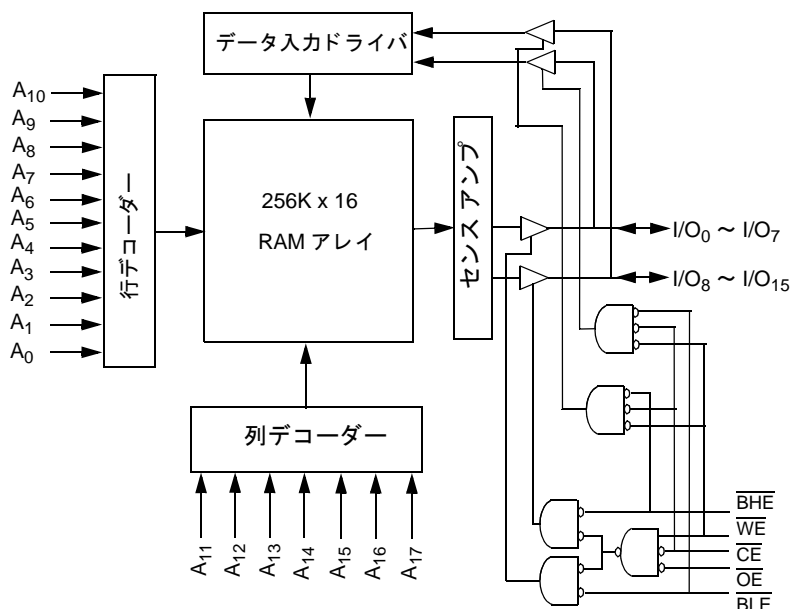 データ入力ドライバ
A10
A9
A8
A7
A6
A5
A4
A3
A2
A1
A0
行デコーダー
256K x 16
RAM アレイ
センス アンプ
I/O0 ～ I/O7
I/O8 ～ I/O15
列デコーダー
A11
A12
A13
A14
A15
A16
A17
BHE
WE
CE
OE
BLE